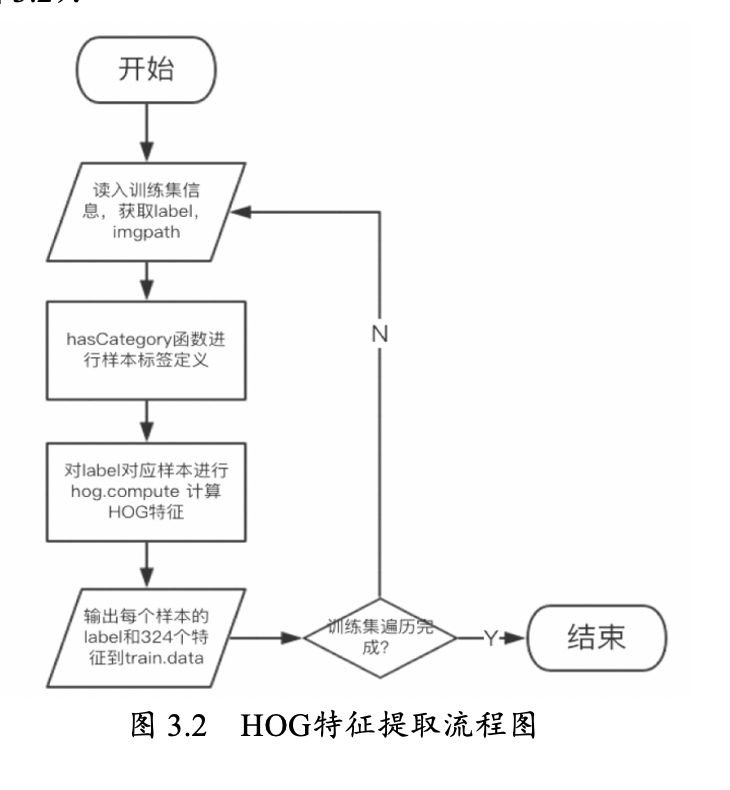 开始
读入训练集信
息，获取label，
imgpath
hasCategory函数进
行样本标签定义
对label对应样本进行
hog.compute 计算
HOG特征
输出每个样本的
label和324个特
征到train.data
训练集遍历完
成?
N
Y
结束
图 3.2 HOG特征提取流程图